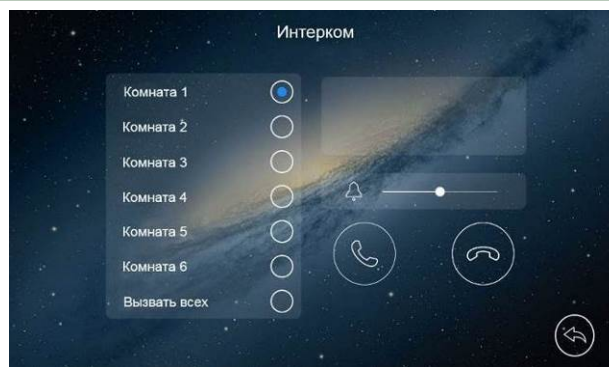 Интерком
Комната 1
Комната 2
Комната 3
Комната 4
Комната 5
Комната 6
Вызвать всех